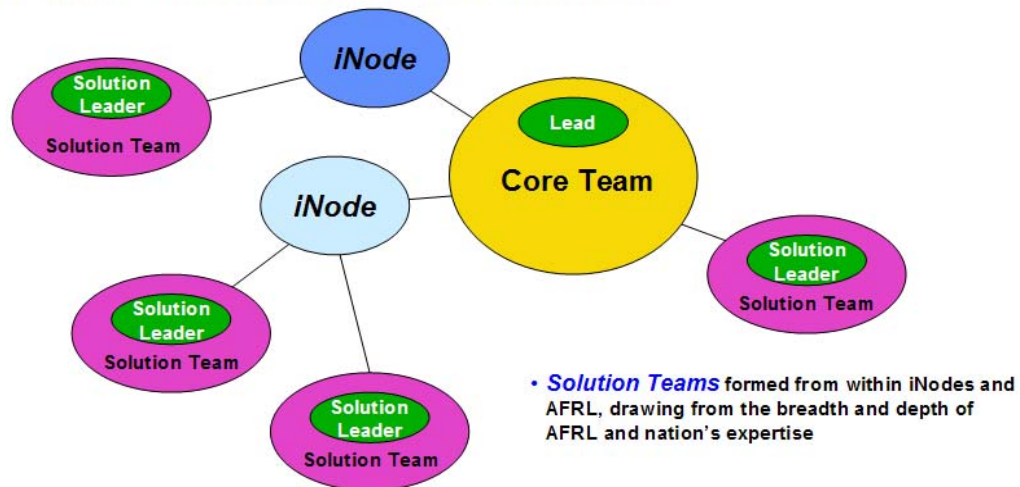 iNode
Solution
Leader
Solution Team
Lead
Core Team
iNode
Solution
Leader
Solution Team
Solution
Leader
Solution Team
Solution
Leader
Solution Team
• Solution Teams formed from within iNodes and
AFRL, drawing from the breadth and depth of
AFRL and nation's expertise